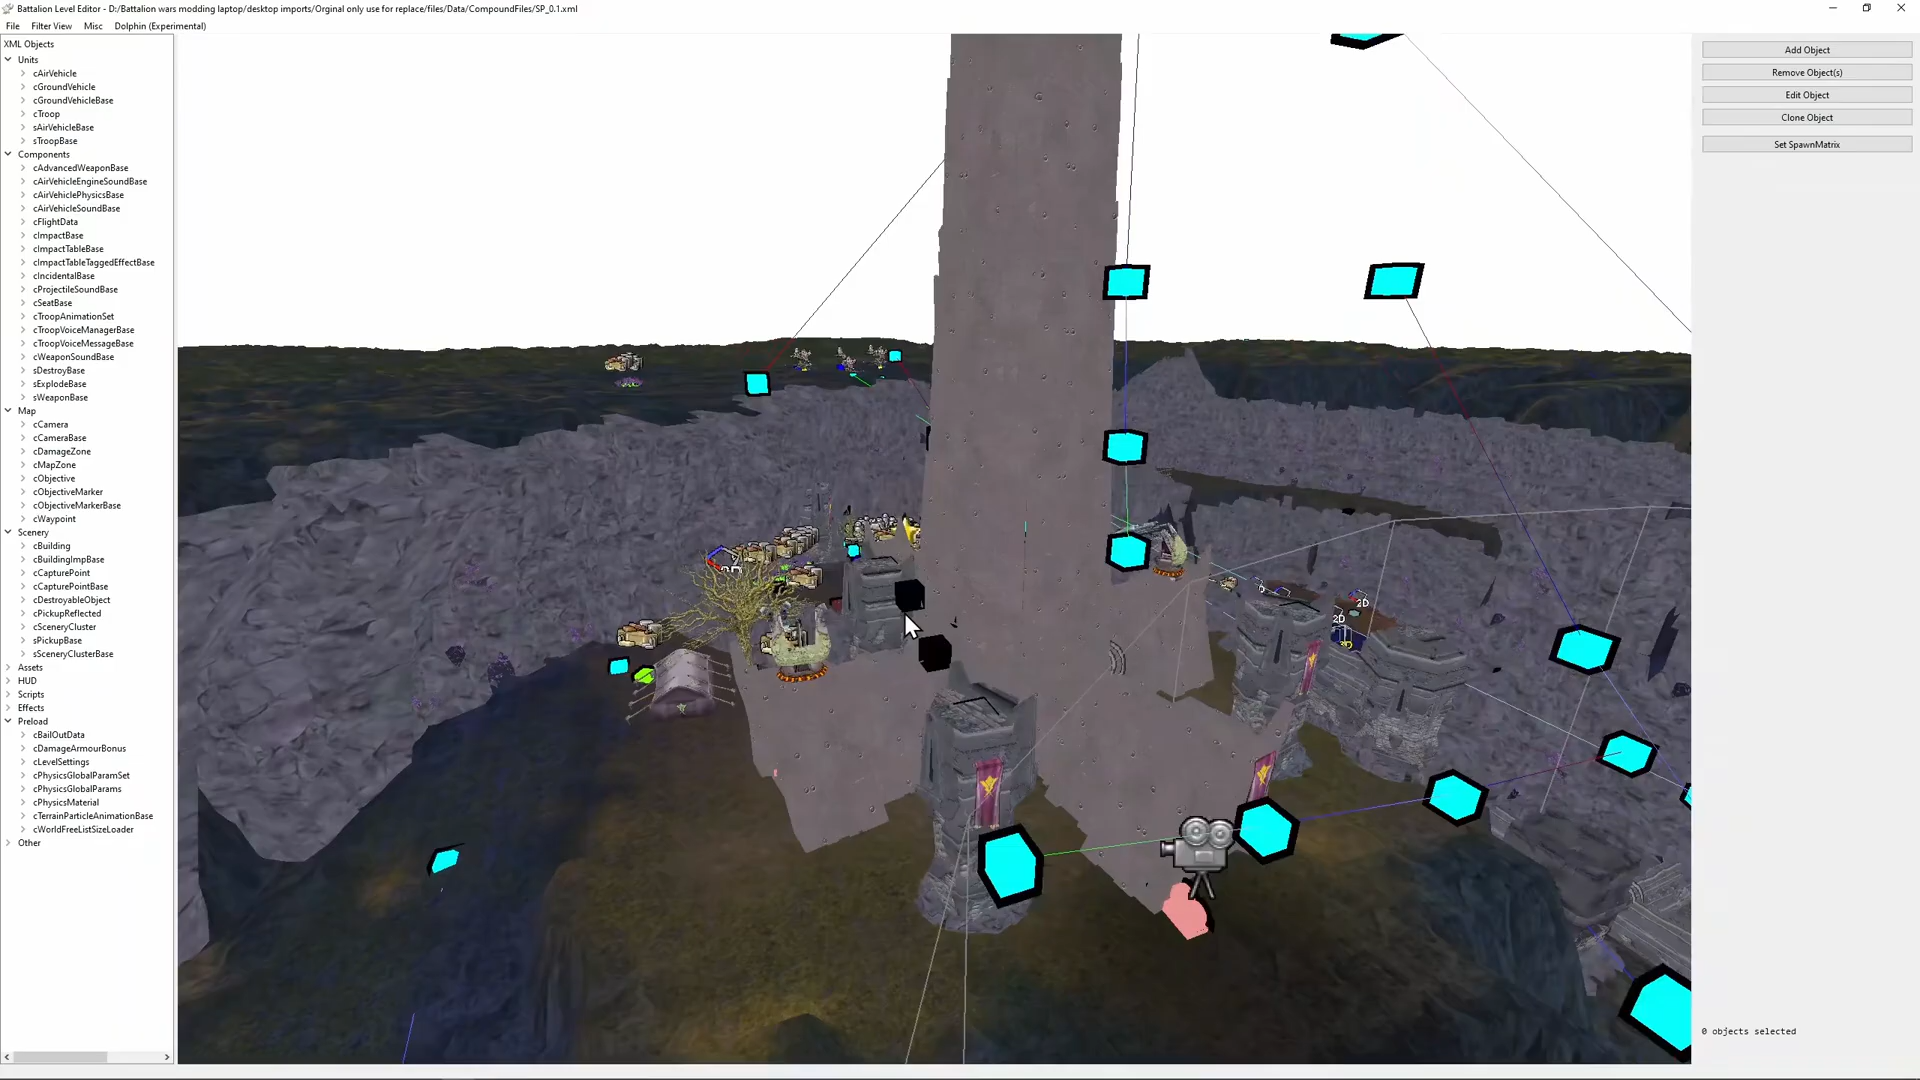 Battalion Level Editor - D:/Battalion wars modding laptop/desktop imports/Orginal only use for replace/files/Data/CompoundFiles/SP_0.1.xml
File Filter View Misc Dolphin (Experimental)
XML Objects
Units
cAirVehicle
cGroundVehicle
cGroundVehicleBase
cTroop
sAirVehicleBase
sTroopBase
Components
cAdvancedWeaponBase
cAirVehicleEngineSoundBase
cAirVehiclePhysicsBase
cAirVehicleSoundBase
cFlightData
cImpactBase
cImpactTableBase
cImpactTableTaggedEffectBase
cIncidentalBase
cProjectileSoundBase
cSeatBase
cTroopAnimationSet
cTroopVoiceManagerBase
cTroopVoiceMessageBase
cWeaponSoundBase
sDestroyBase
sExplodeBase
sWeaponBase
Map
cCamera
cCameraBase
cDamageZone
cMapZone
cObjective
cObjectiveMarker
cObjectiveMarkerBase
cWaypoint
Scenery
cBuilding
cBuildingImpBase
cCapturePoint
cCapturePointBase
cDestroyableObject
cPickupReflected
cSceneryCluster
sPickupBase
sSceneryClusterBase
Assets
HUD
Scripts
Effects
Preload
cBailOutData
cDamageArmourBonus
cLevelSettings
cPhysicsGlobalParamSet
cPhysicsGlobalParams
cPhysicsMaterial
cTerrainParticleAnimationBase
cWorldFreeListSizeLoader
Other
2D
2D
Add Object
Remove Object(s)
Edit Object
Clone Object
Set SpawnMatrix
0 objects selected